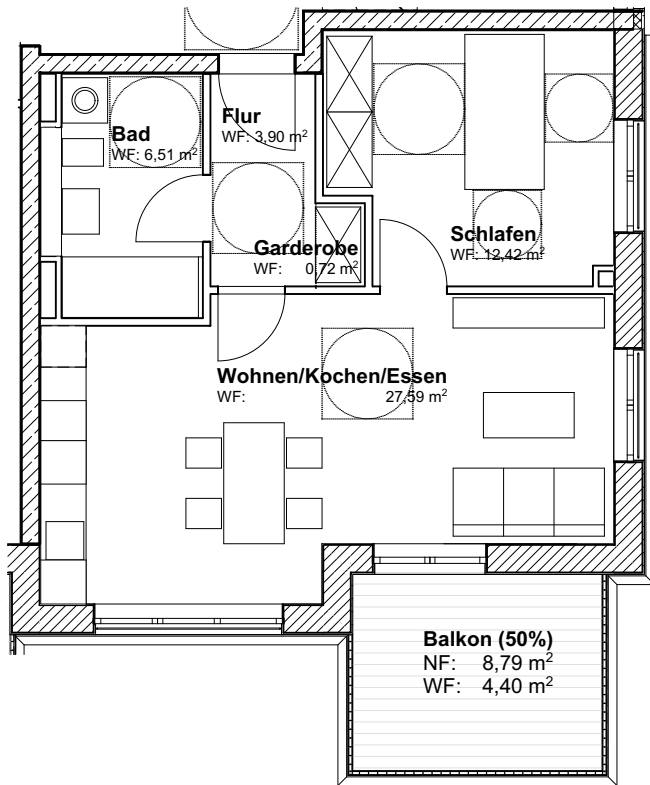 Flur
WF: 3,90 m²
Bad
WF: 6,51 m²
Schlafen
WF: 12,42 m²
Garderobe
WF: 0,72 m²
Wohnen/Kochen/Essen
WF: 27,59 m²
Balkon (50%)
NF: 8,79 m²
WF: 4,40 m²